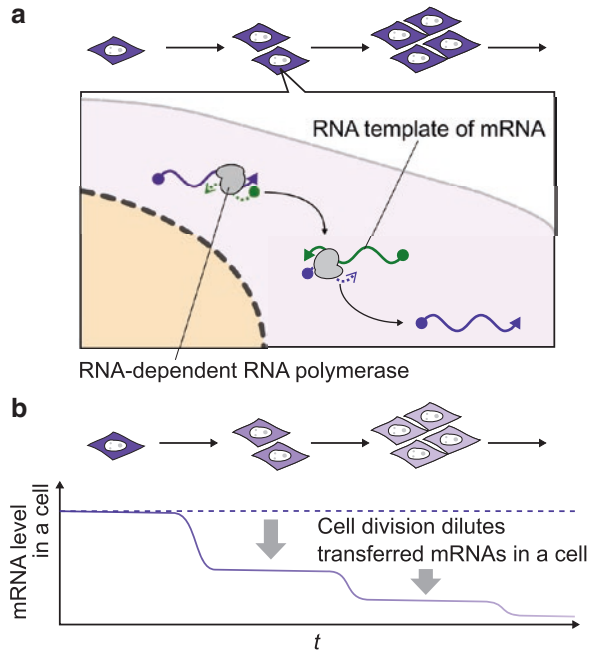 a
RNA template of mRNA
RNA-dependent RNA polymerase
b
mRNA level
in a cell
Cell division dilutes
transferred mRNAs in a cell
t